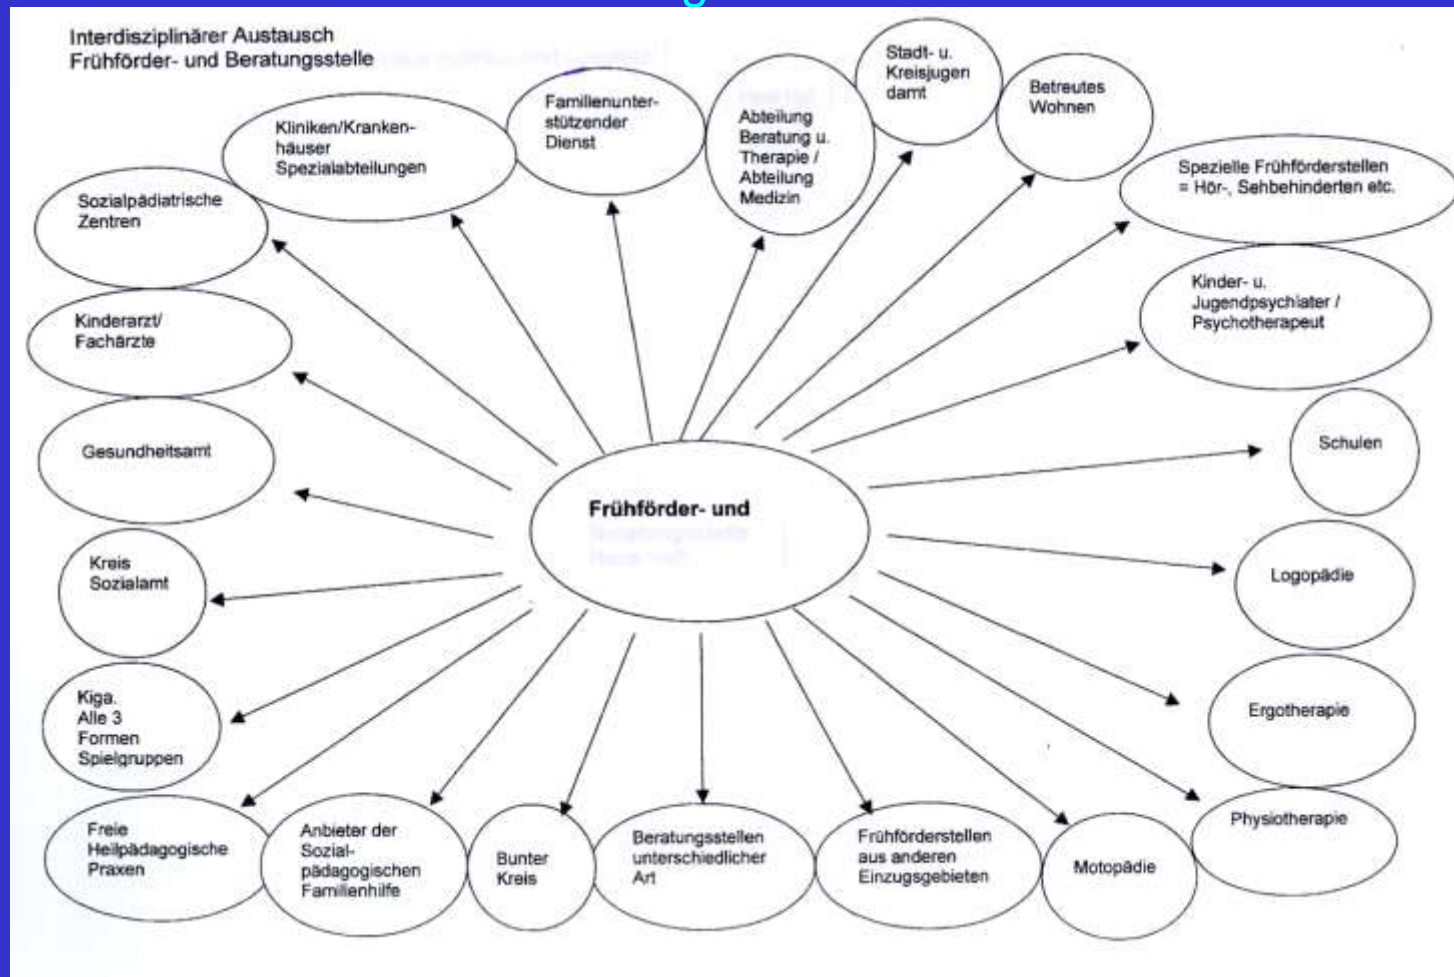 Interdisziplinärer Austausch
Frühförder- und Beratungsstelle
Stadt- u.
Kreisjugen
damt
Betreutes
Wohnen
Familienunter-
stützender
Dienst
Abteilung
Beratung u.
Therapie /
Abteilung
Medizin
Kliniken/Kranken-
häuser
Spezialabteilungen
Spezielle Frühförderstellen
= Hör-, Sehbehinderten etc.
Sozialpädiatrische
Zentren
Kinder- u.
Jugendpsychiater /
Psychotherapeut
Kinderarzt/
Fachärzte
Gesundheitsamt
Schulen
Frühförder- und
Kreis
Sozialamt
Logopädie
Kiga.
Alle 3
Formen
Spielgruppen
Ergotherapie
Physiotherapie
Freie
Heilpädagogische
Praxen
Anbieter der
Sozial-
pädagogischen
Familienhilfe
Bunter
Kreis
Beratungsstellen
unterschiedlicher
Art
Frühförderstellen
aus anderen
Einzugsgebieten
Motopädie